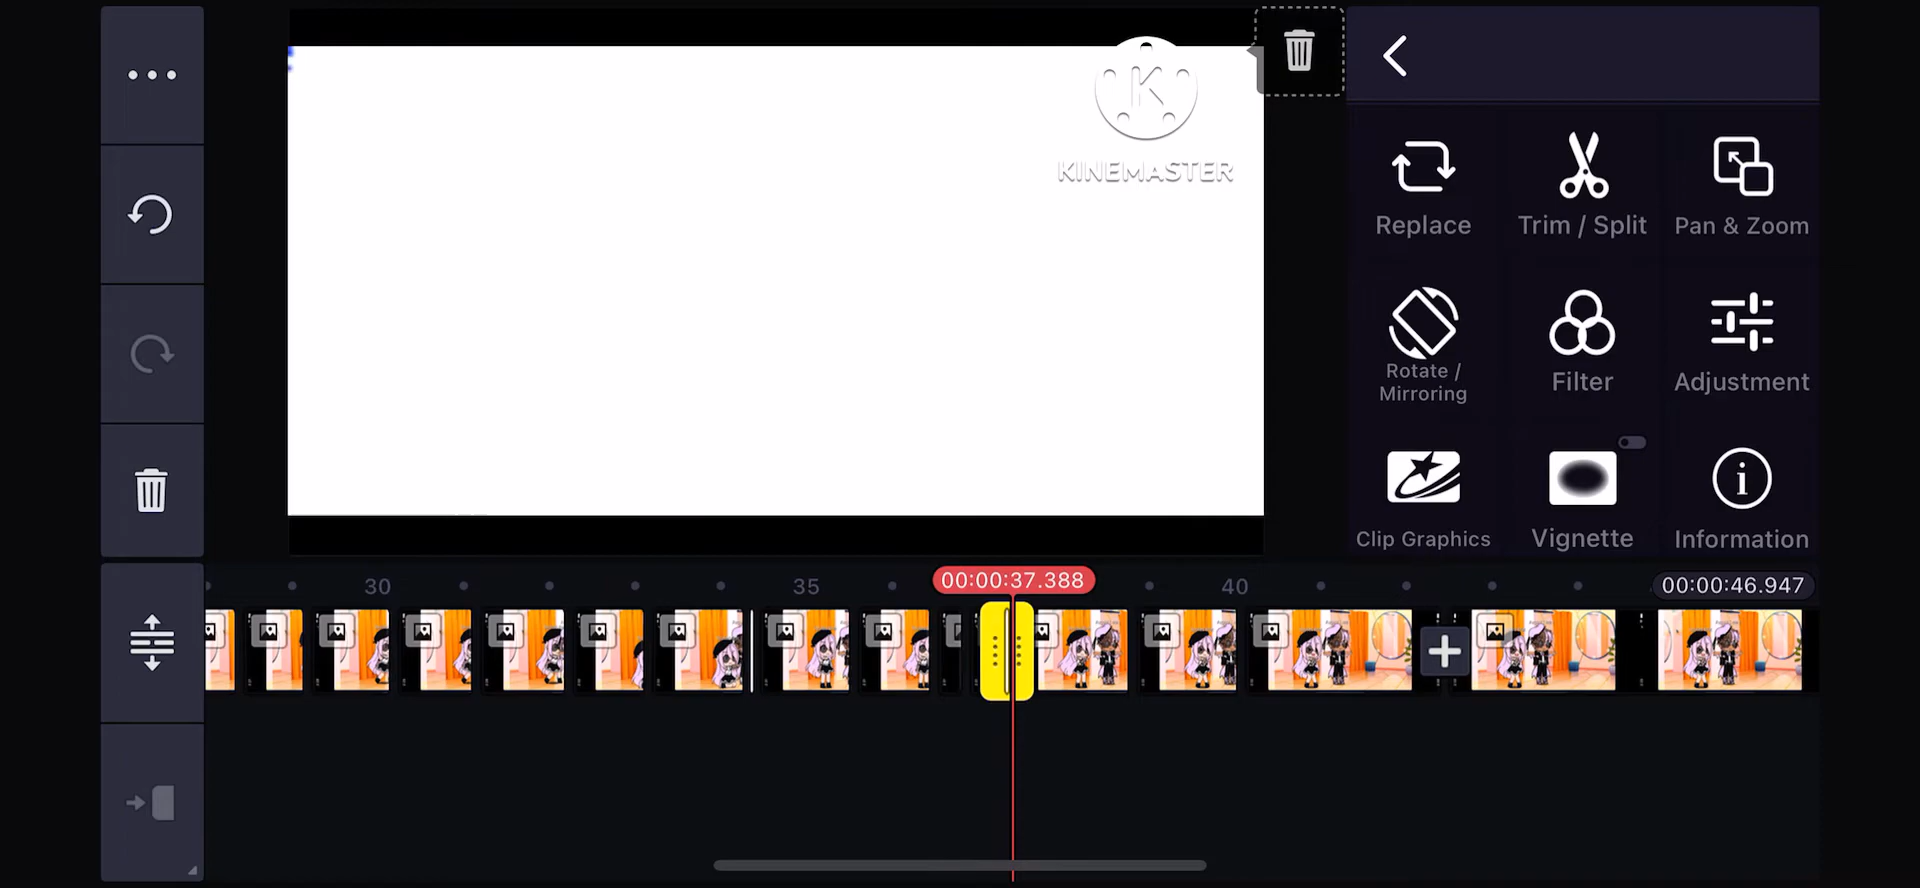 K
KINEMASTER
Replace
Trim / Split
Pan & Zoom
Rotate /
Mirroring
Filter
Adjustment
Clip Graphics
Vignette
Information
30
35
00:00:37.388
40
00:00:46.947